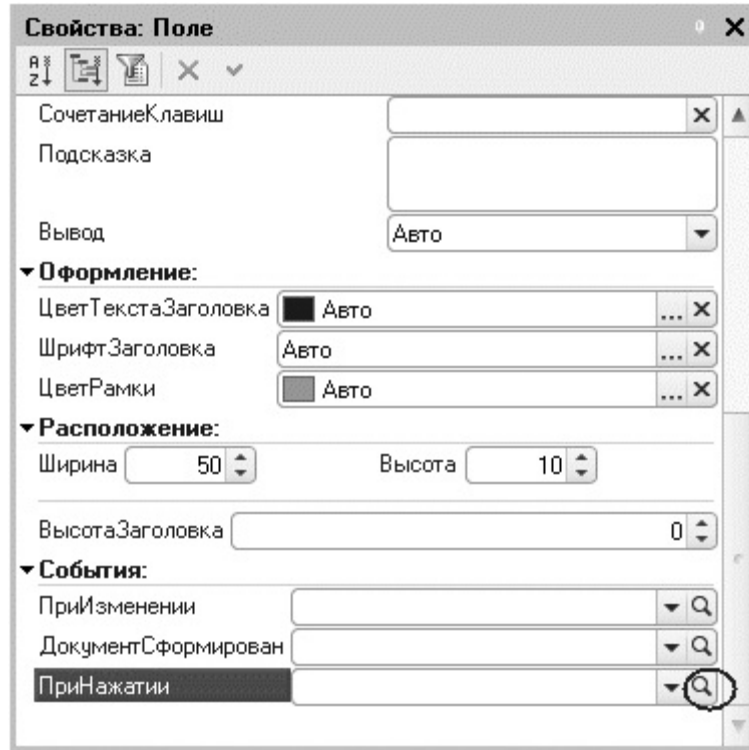 Свойства: Поле
СочетаниеКлавиш
Подсказка
Вывод Авто
Оформление:
ЦветТекстаЗаголовка Авто ...
ШрифтЗаголовка Авто ...
ЦветРамки Авто ...
Расположение:
Ширина 50 Высота 10
ВысотаЗаголовка 0
События:
ПриИзменении
ДокументСформирован
ПриНажатии